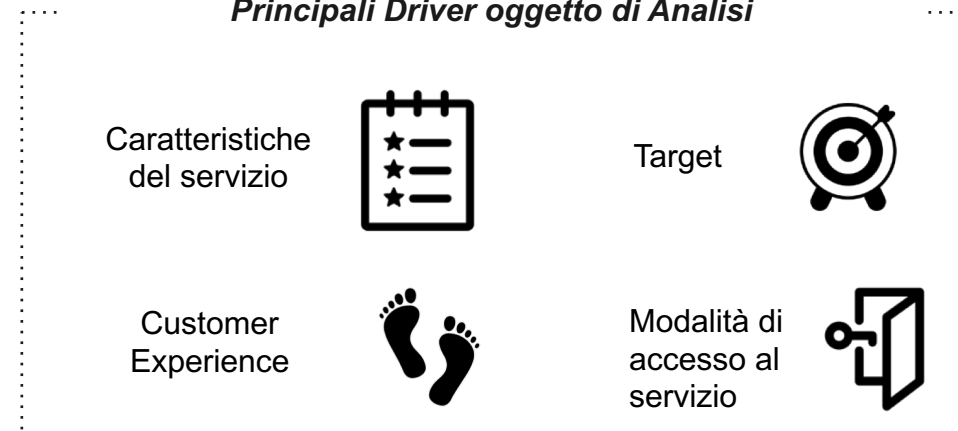 Principali Driver oggetto di Analisi
Caratteristiche
del servizio
Target
Customer
Experience
Modalità di
accesso al
servizio